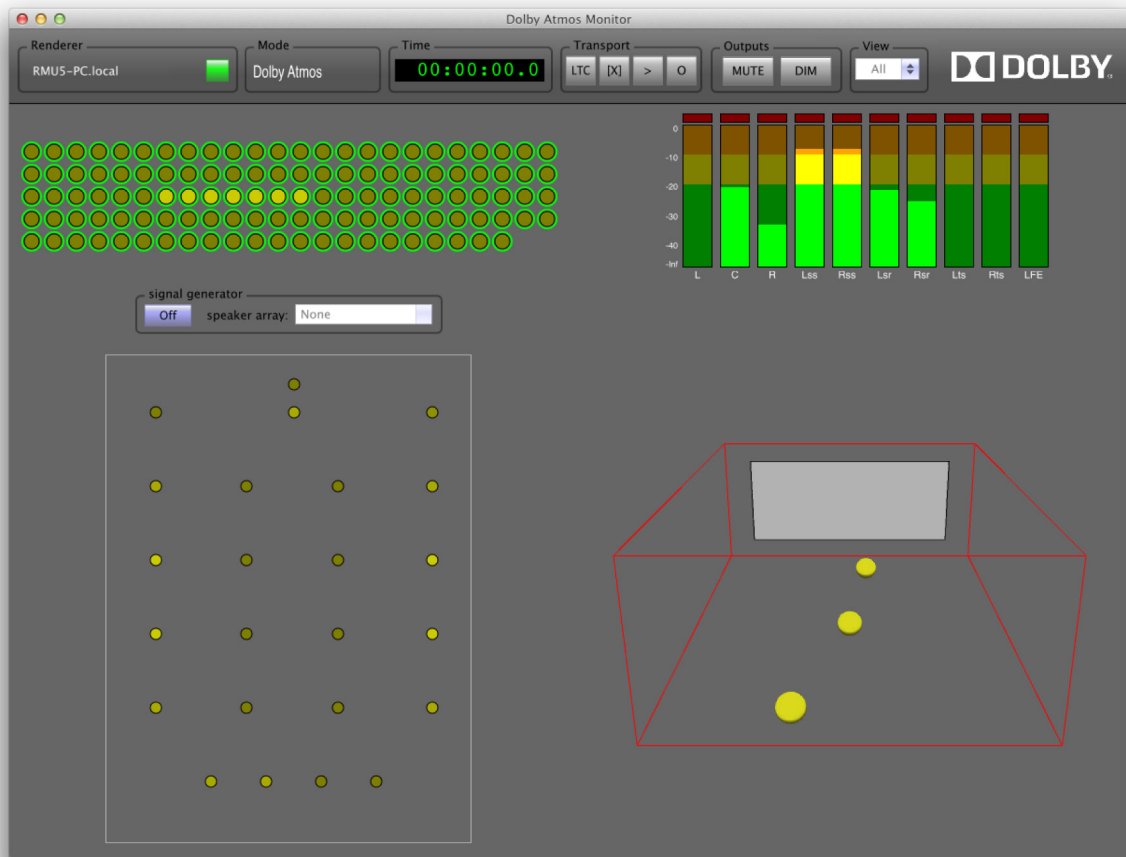 Dolby Atmos Monitor
Renderer
RMU5-PC.local
Mode
Dolby Atmos
Time
00:00:00.0
Transport
LTC [X] > O
Outputs
MUTE DIM
View
All
DOLBY
0
-10
-20
-30
-40
-Inf
L C R Lss Rss Lsr Rsr Lts Rts LFE
signal generator
Off speaker array: None